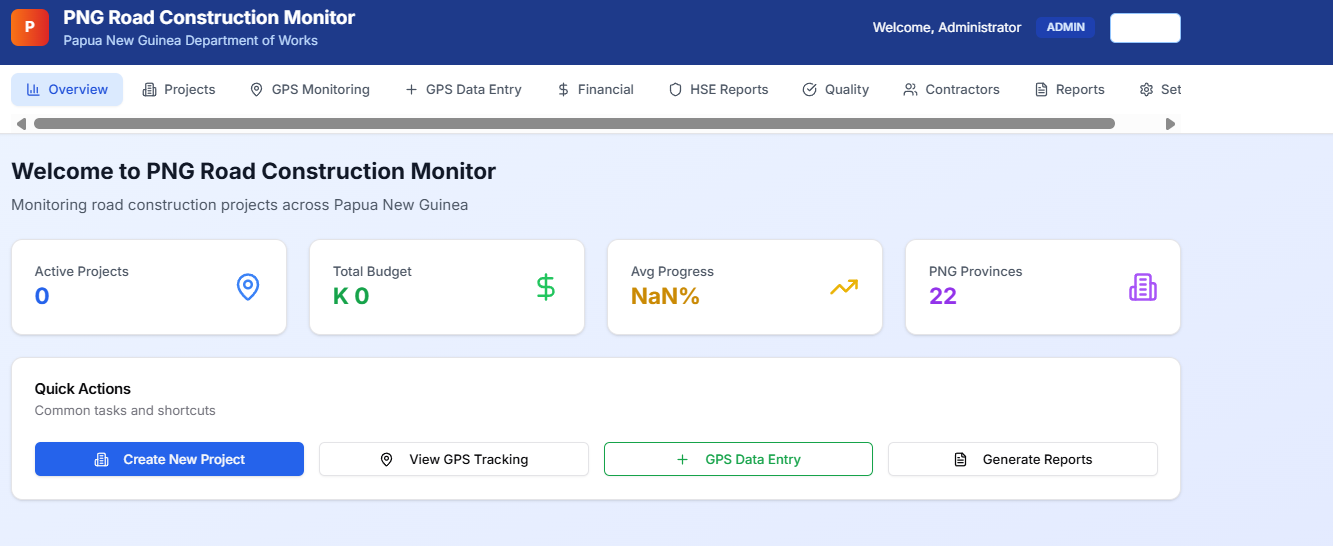 P
PNG Road Construction Monitor
Papua New Guinea Department of Works
Welcome, Administrator
ADMIN
Overview
Projects
GPS Monitoring
GPS Data Entry
Financial
HSE Reports
Quality
Contractors
Reports
Set
Welcome to PNG Road Construction Monitor
Monitoring road construction projects across Papua New Guinea
Active Projects
0
Total Budget
K 0
Avg Progress
NaN%
PNG Provinces
22
Quick Actions
Common tasks and shortcuts
Create New Project
View GPS Tracking
GPS Data Entry
Generate Reports